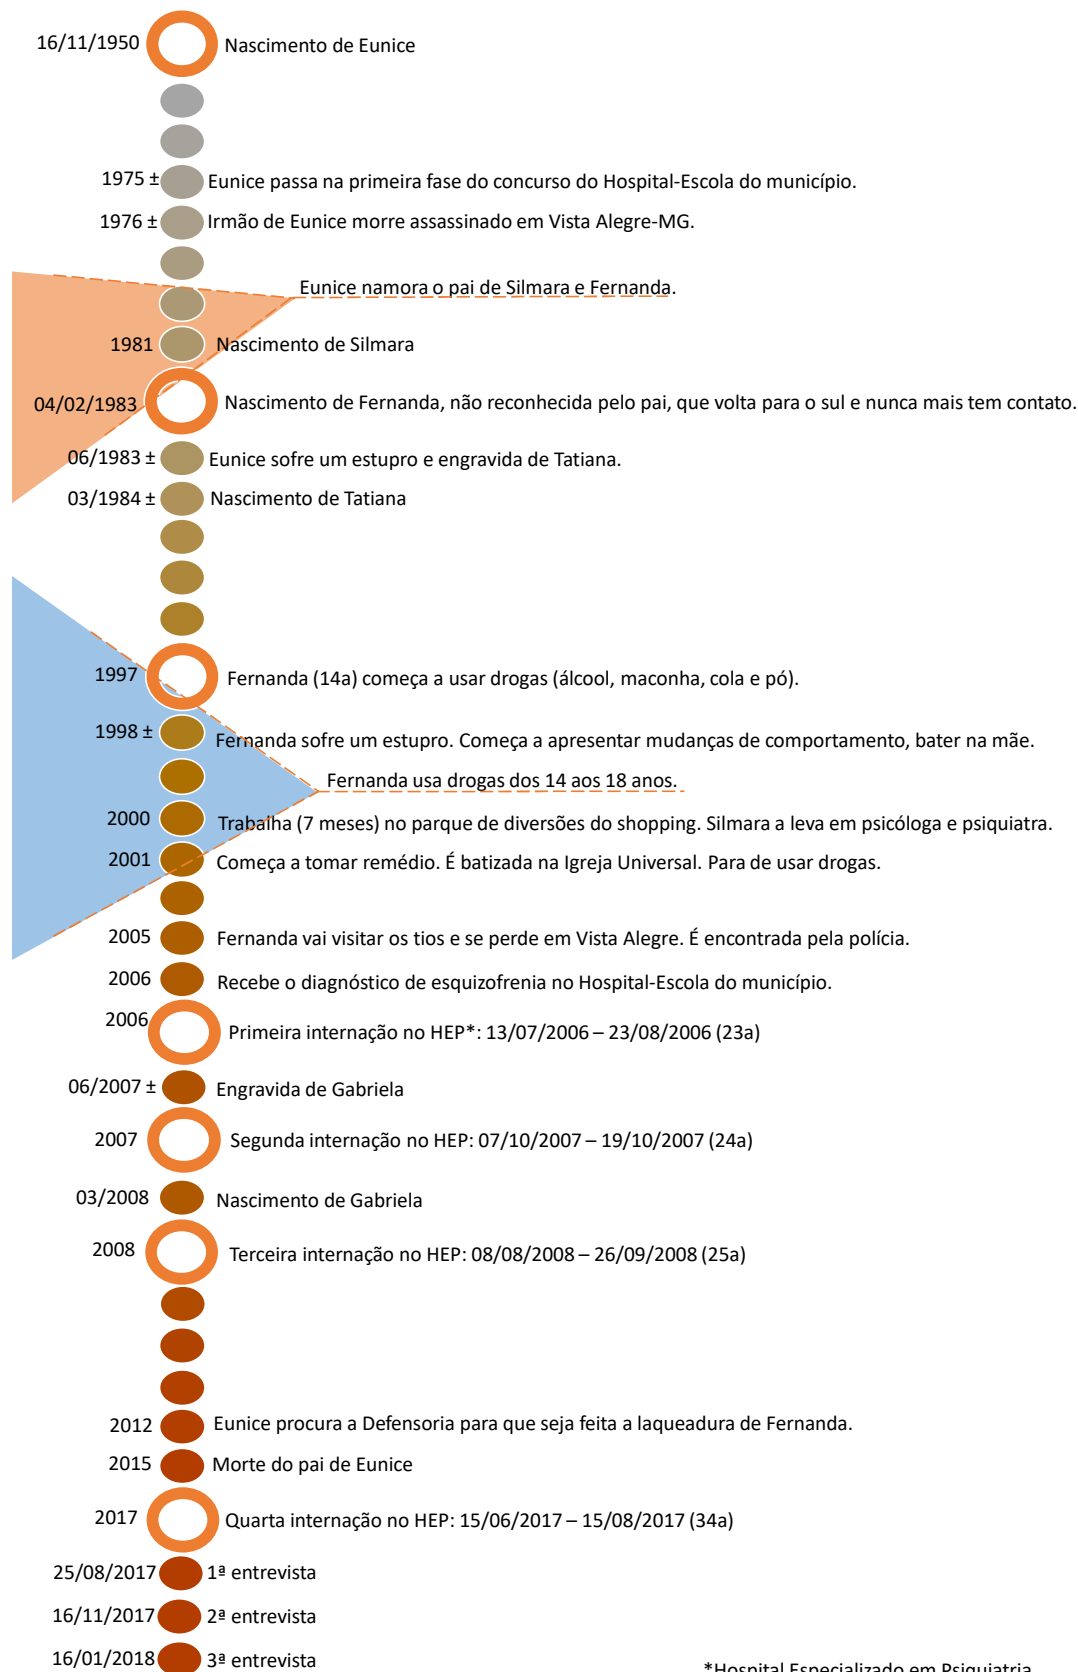 16/11/1950 Nascimento de Eunice
1975 ± Eunice passa na primeira fase do concurso do Hospital-Escola do município.
1976 ± Irmão de Eunice morre assassinado em Vista Alegre-MG.
Eunice namora o pai de Silmara e Fernanda.
1981 Nascimento de Silmara
04/02/1983 Nascimento de Fernanda, não reconhecida pelo pai, que volta para o sul e nunca mais tem contato.
06/1983 ± Eunice sofre um estupro e engravida de Tatiana.
03/1984 ± Nascimento de Tatiana
1997 Fernanda (14a) começa a usar drogas (álcool, maconha, cola e pó).
1998 ± Fernanda sofre um estupro. Começa a apresentar mudanças de comportamento, bater na mãe.
Fernanda usa drogas dos 14 aos 18 anos.
2000 Trabalha (7 meses) no parque de diversões do shopping. Silmara a leva em psicóloga e psiquiatra.
2001 Começa a tomar remédio. É batizada na Igreja Universal. Para de usar drogas.
2005 Fernanda vai visitar os tios e se perde em Vista Alegre. É encontrada pela polícia.
2006 Recebe o diagnóstico de esquizofrenia no Hospital-Escola do município.
2006 Primeira internação no HEP*: 13/07/2006 – 23/08/2006 (23a)
06/2007 ± Engravida de Gabriela
2007 Segunda internação no HEP: 07/10/2007 – 19/10/2007 (24a)
03/2008 Nascimento de Gabriela
2008 Terceira internação no HEP: 08/08/2008 – 26/09/2008 (25a)
2012 Eunice procura a Defensoria para que seja feita a laqueadura de Fernanda.
2015 Morte do pai de Eunice
2017 Quarta internação no HEP: 15/06/2017 – 15/08/2017 (34a)
25/08/2017 1ª entrevista
16/11/2017 2ª entrevista
16/01/2018 3ª entrevista
*Hospital Especializado em Psiquiatria